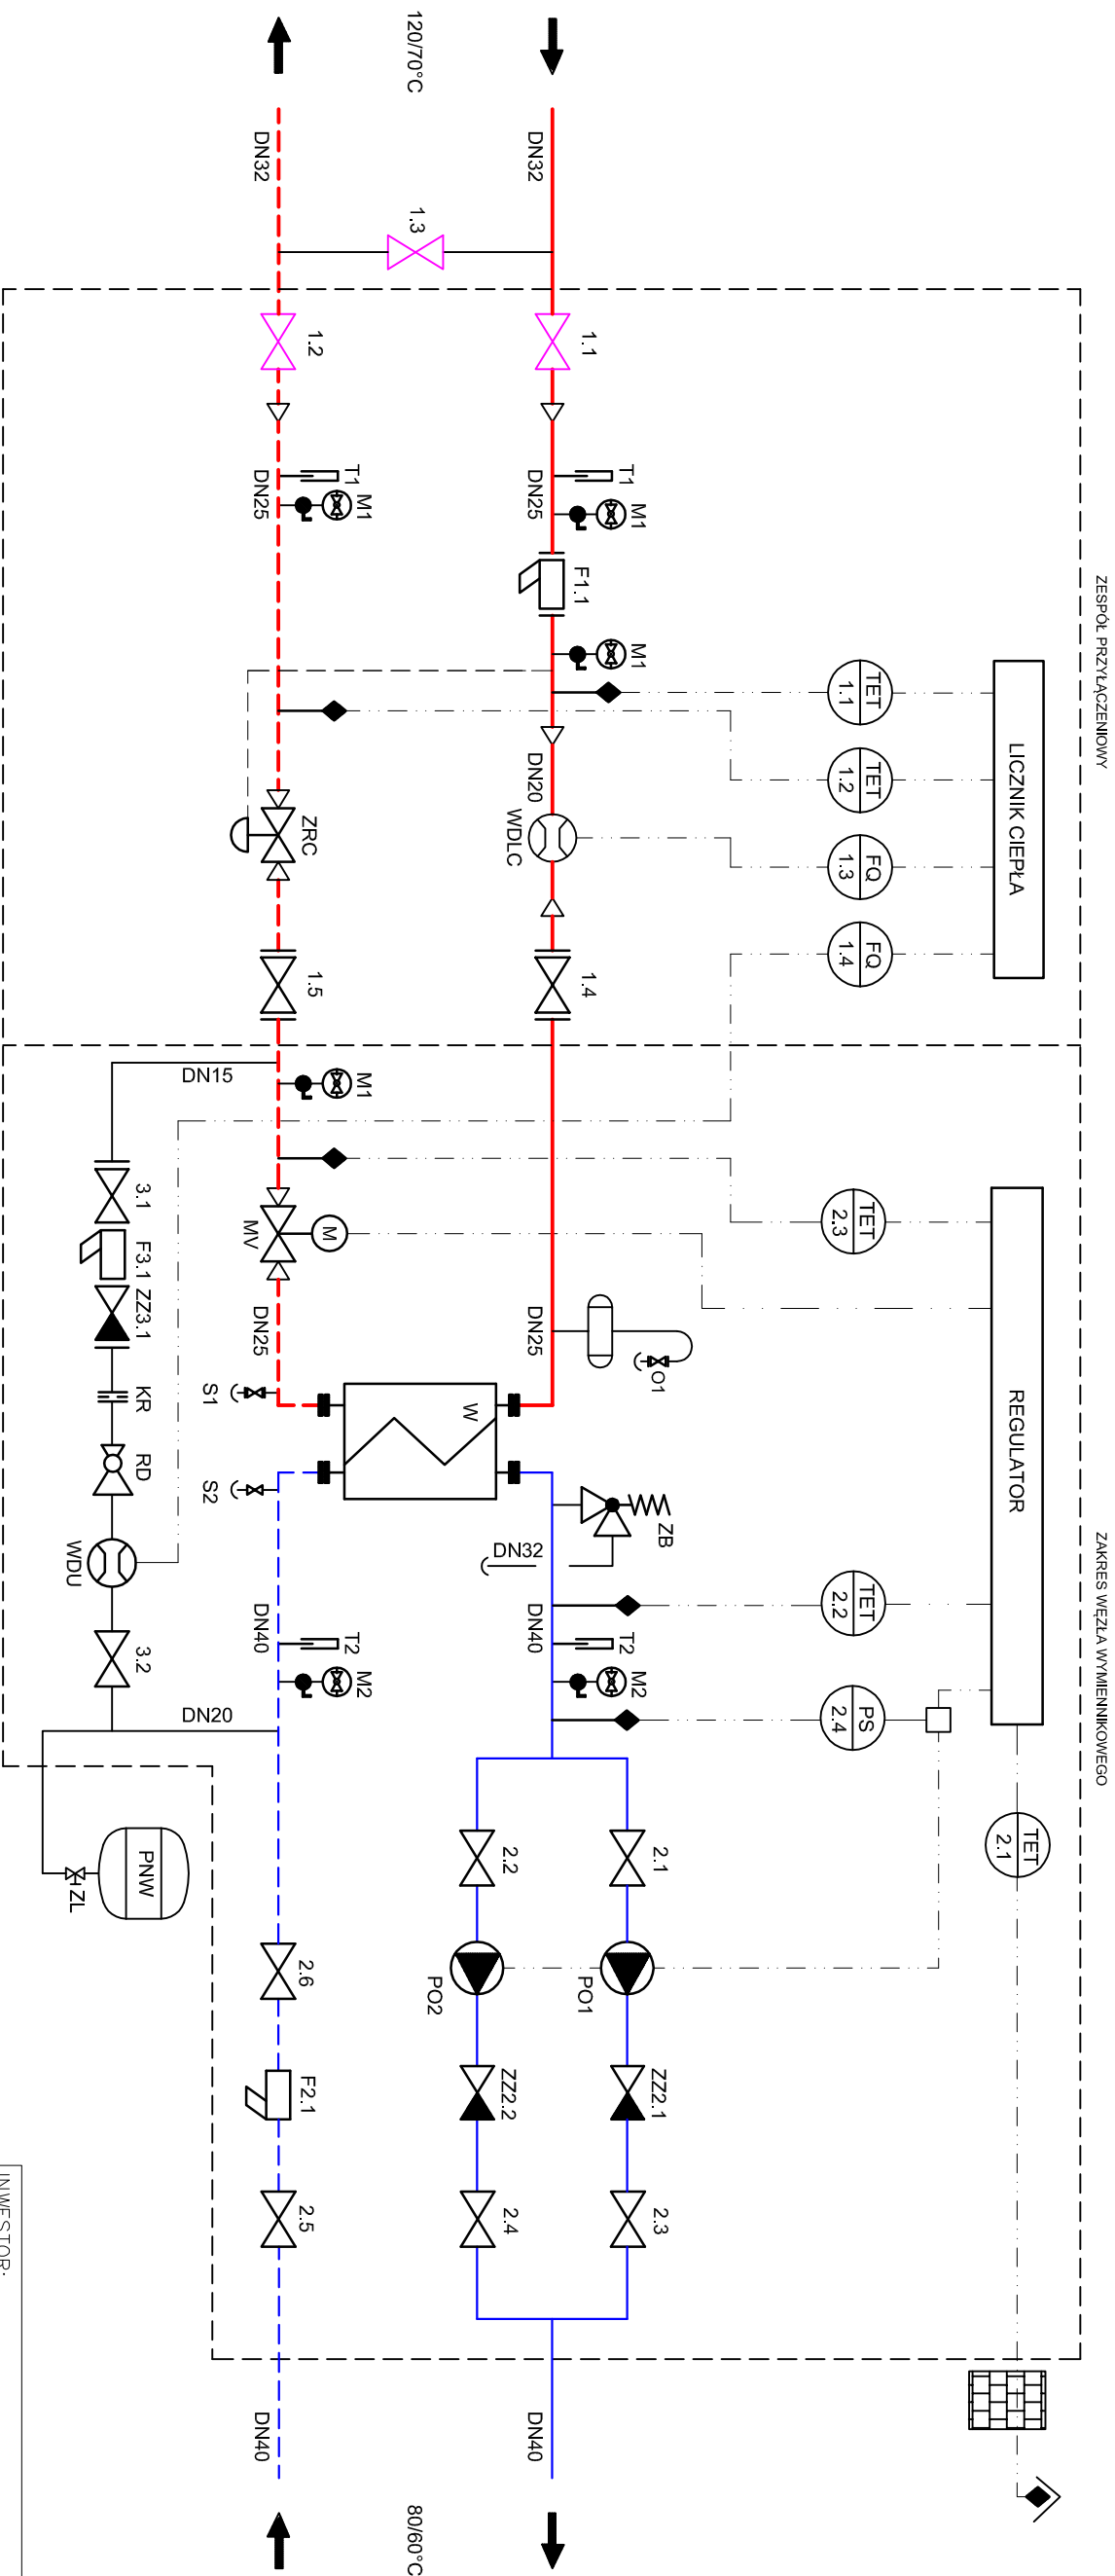 ZESPÓŁ PRZYŁĄCZENIOWY
ZAKRES WĘZŁA WYMIENNIKOWEGO
LICZNIK CIEPŁA
REGULATOR
TET
1.1
TET
1.2
FQ
1.3
FQ
1.4
TET
2.3
TET
2.2
PS
2.4
TET
2.1
120/70°C
DN32
1.1
T1
DN25
M1
F1.1
M1
DN20
WDLC
1.4
DN25
O1
W
ZB
DN32
DN40
T2
M2
2.1
PO1
ZZ2.1
2.3
2.2
PO2
ZZ2.2
2.4
DN40
80/60°C
1.3
DN32
1.2
T1
DN25
M1
ZRC
1.5
M1
MV
M
DN25
S1
S2
DN40
T2
M2
2.6
F2.1
2.5
DN40
DN15
3.1
F3.1
ZZ3.1
KR
RD
WDU
3.2
DN20
PNW
ZL
INWESTOR: